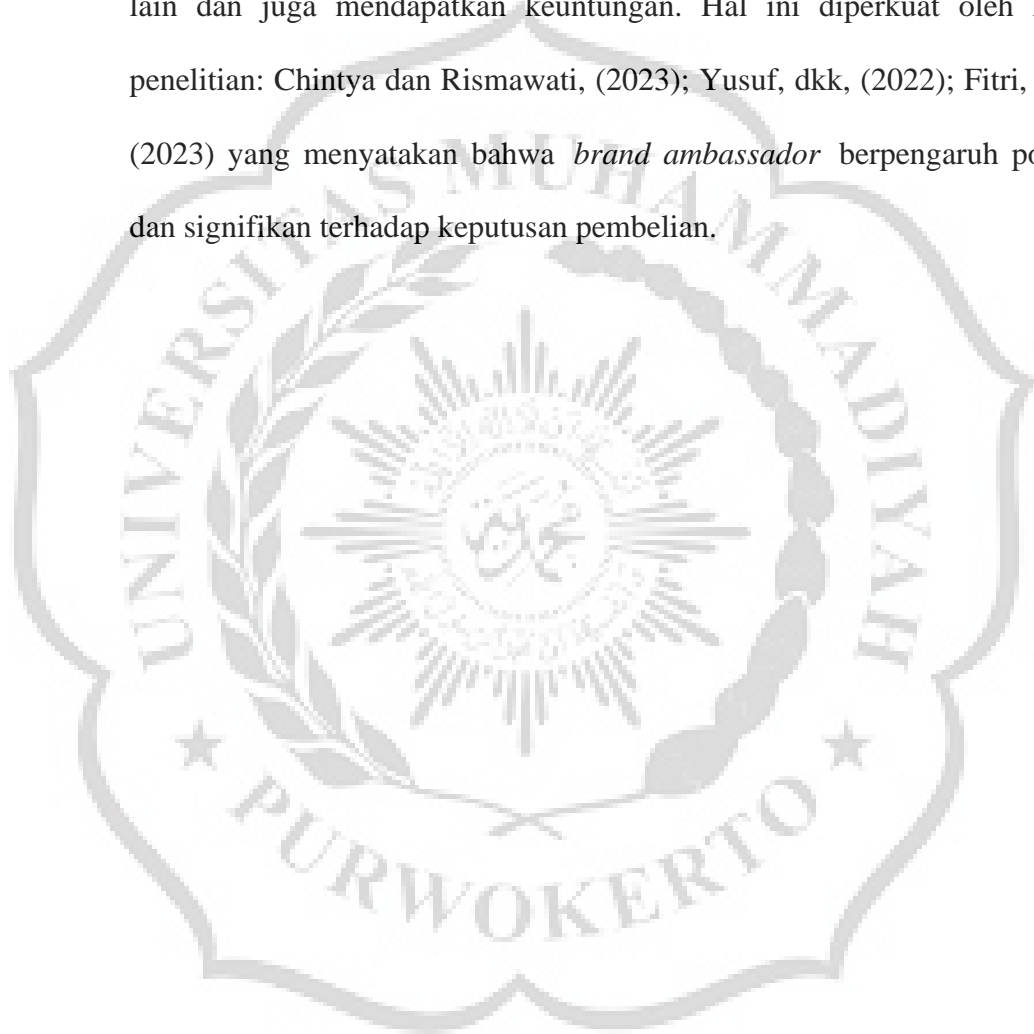 lain dan juga mendapatkan keuntungan. Hal ini diperkuat oleh
penelitian: Chintya dan Rismawati, (2023); Yusuf, dkk, (2022); Fitri,
(2023) yang menyatakan bahwa brand ambassador berpengaruh
dan signifikan terhadap keputusan pembelian.
UNIVERSITAS MUHAMMADIYAH
PURWOKERTO